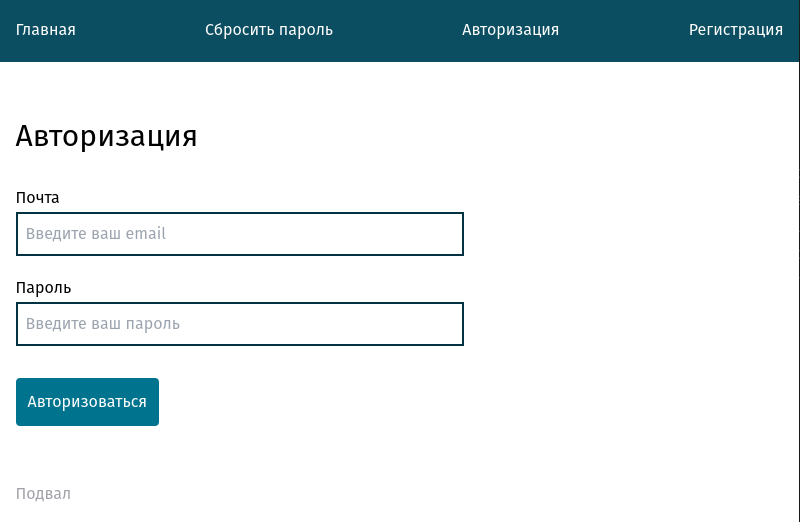 Главная Сбросить пароль Авторизация Регистрация
Авторизация
Почта
Введите ваш email
Пароль
Введите ваш пароль
Авторизоваться
Подвал